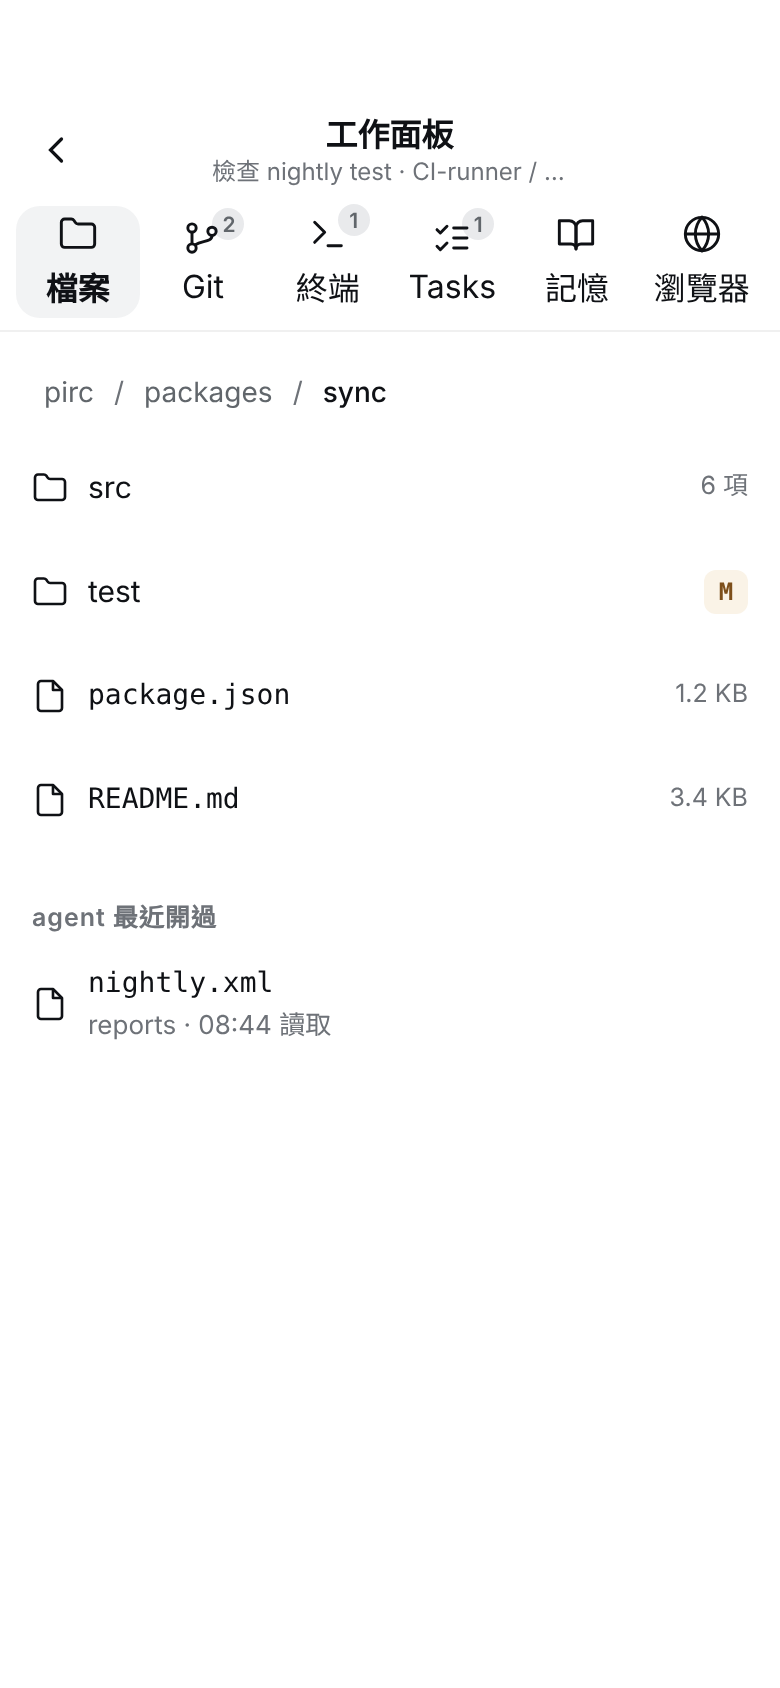 工作面板
檢查 nightly test · CI-runner / ...
2
1
1
檔案
Git
終端
Tasks
記憶
瀏覽器
pirc / packages / sync
src
6 項
test
M
package.json
1.2 KB
README.md
3.4 KB
agent 最近開過
nightly.xml
reports · 08:44 讀取